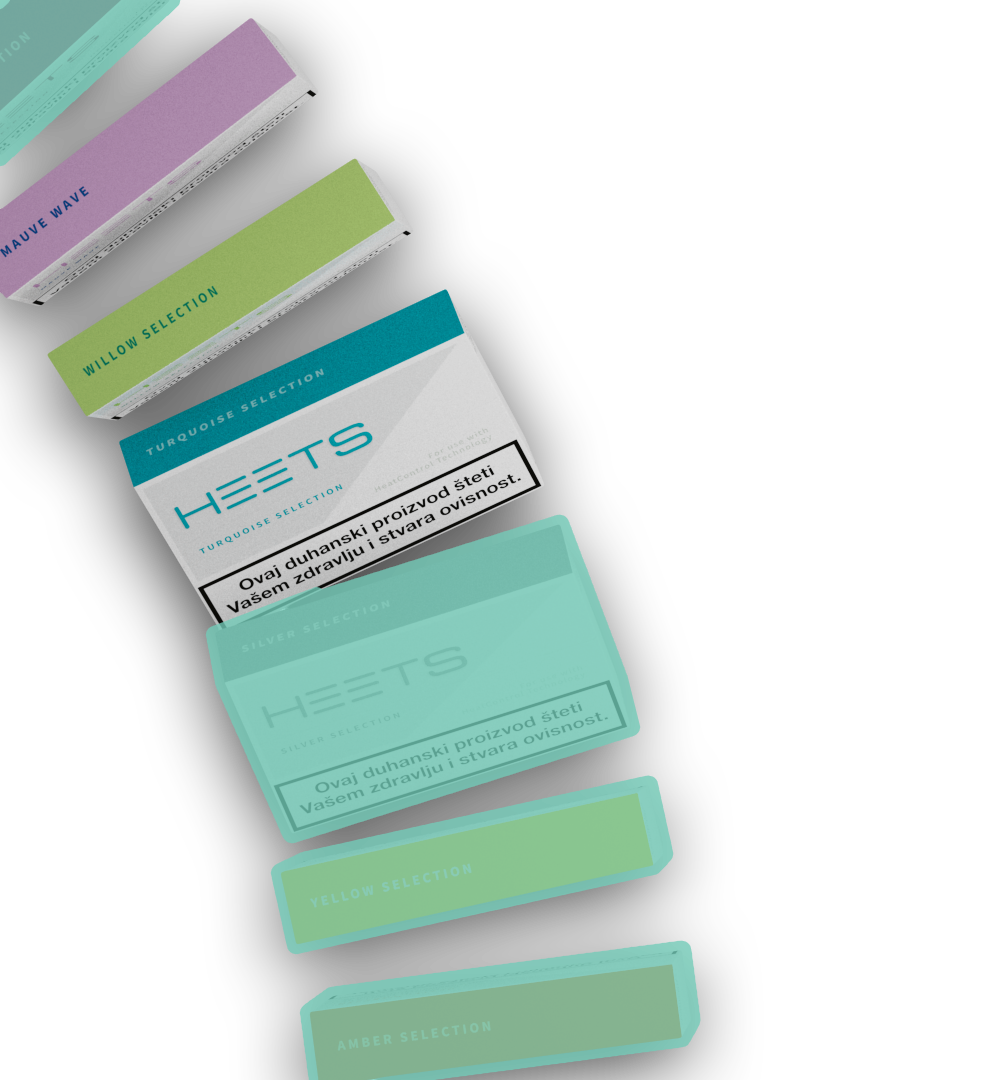 TION
MAUVE WAVE
WILLOW SELECTION
TURQUOISE SELECTION
HEETS
TURQUOISE SELECTION
For use with
HeatControl Technology
Ovaj duhanski proizvod šteti
Vašem zdravlju i stvara ovisnost.
SILVER SELECTION
HEETS
SILVER SELECTION
Ovaj duhanski proizvod šteti
Vašem zdravlju i stvara ovisnost.
YELLOW SELECTION
AMBER SELECTION